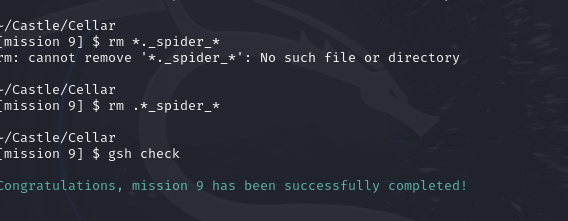 ~/Castle/Cellar
[mission 9] $ rm *._spider_*
rm: cannot remove '*._spider_*': No such file or directory
~/Castle/Cellar
[mission 9] $ rm .*_spider_*
~/Castle/Cellar
[mission 9] $ gsh check
Congratulations, mission 9 has been successfully completed!